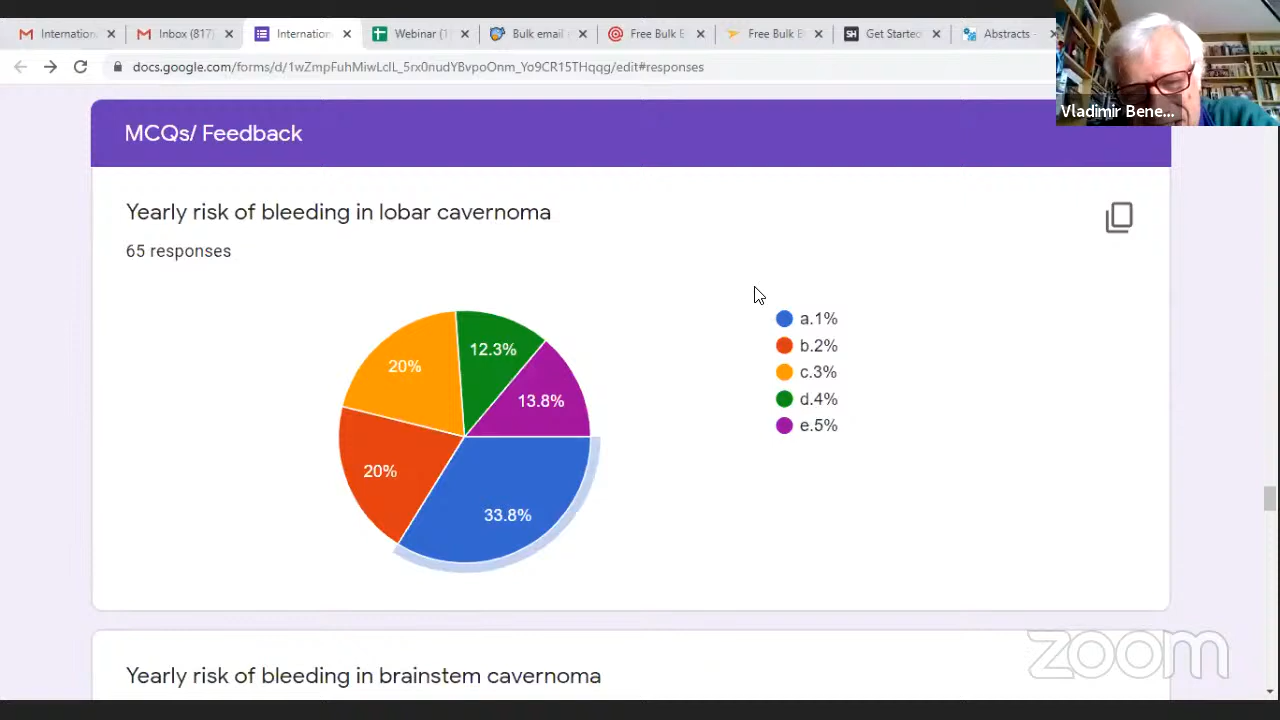 Internation Inbox (817) Internation Webinar (1 Bulk email Free Bulk E Free Bulk E Get Started Abstracts
docs.google.com/forms/d/1wZmpFuhMiwLclL_5rx0nudYBvpoOnm_Yo9CR15THqqg/edit#responses
Vladimir Bene...
MCQs/ Feedback
Yearly risk of bleeding in lobar cavernoma
65 responses
a.1%
b.2%
c.3%
d.4%
e.5%
12.3%
20%
13.8%
20%
33.8%
Yearly risk of bleeding in brainstem cavernoma
zoom